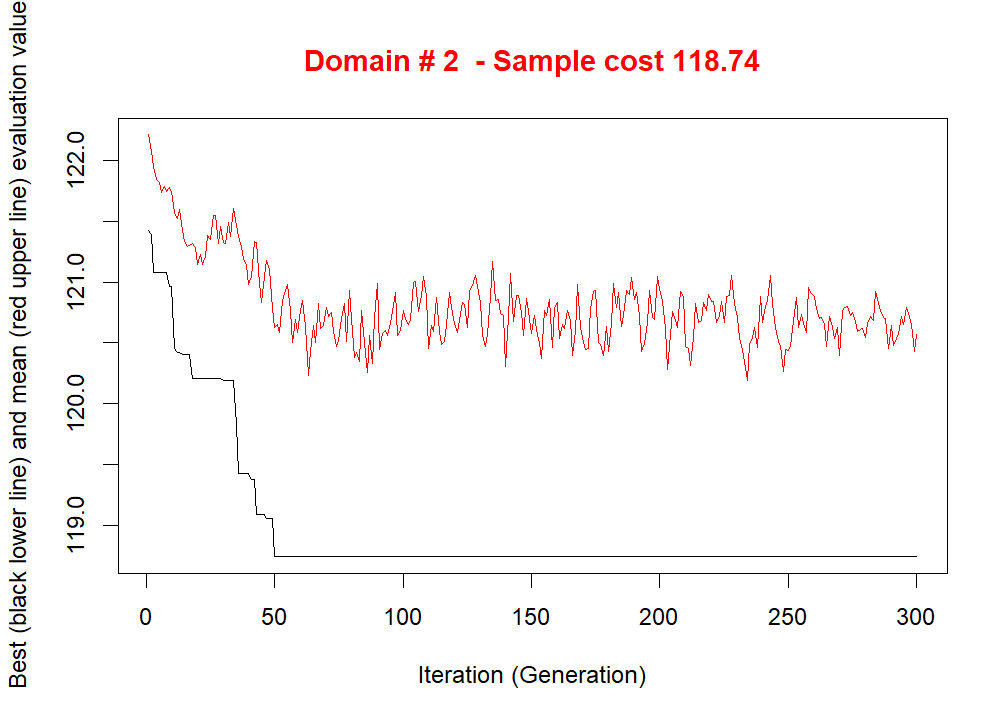 Domain # 2  - Sample cost 118.74
Best (black lower line) and mean (red upper line) evaluation value
122.0
121.0
120.0
119.0
0 50 100 150 200 250 300
Iteration (Generation)